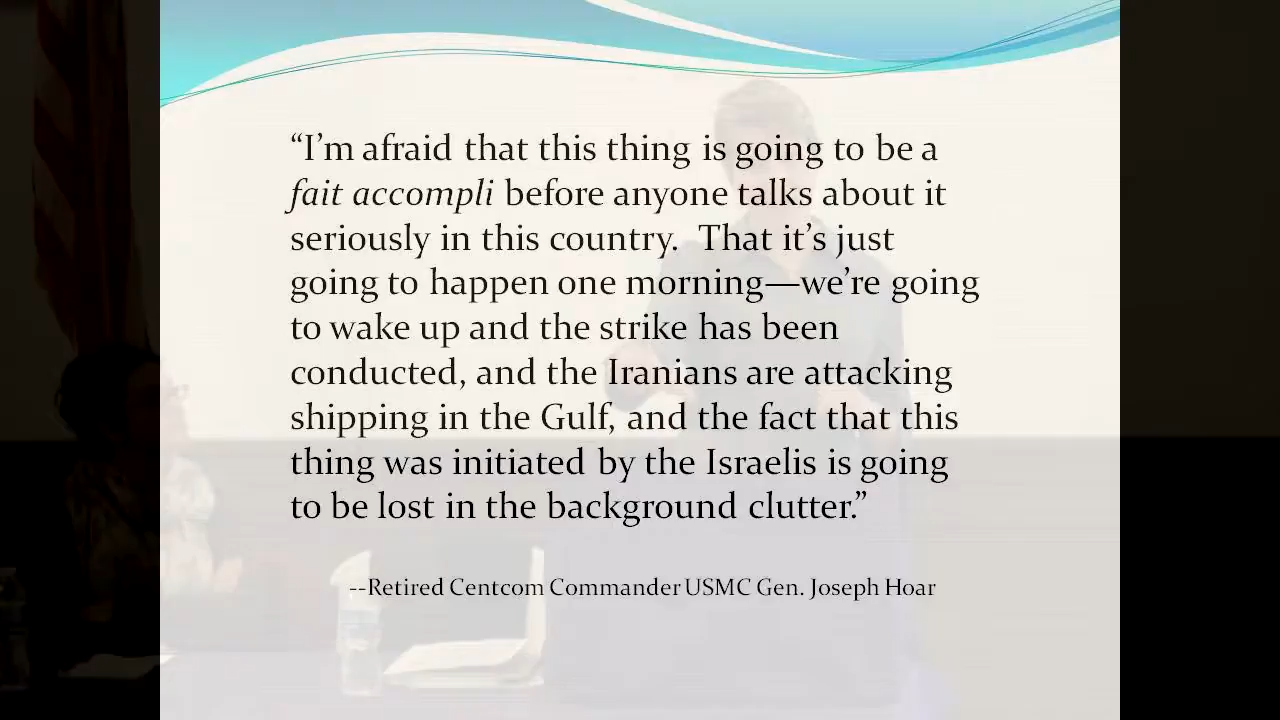 “I’m afraid that this thing is going to be a
fait accompli before anyone talks about it
seriously in this country.  That it’s just
going to happen one morning—we’re going
to wake up and the strike has been
conducted, and the Iranians are attacking
shipping in the Gulf, and the fact that this
thing was initiated by the Israelis is going
to be lost in the background clutter.”
--Retired Centcom Commander USMC Gen. Joseph Hoar